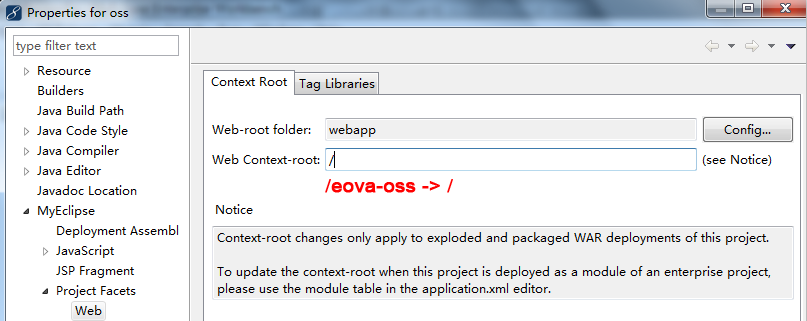 Properties for oss
type filter text
Resource
Builders
Java Build Path
Java Code Style
Java Compiler
Java Editor
Javadoc Location
MyEclipse
Deployment Assembl
JavaScript
JSP Fragment
Project Facets
Web
Context Root
Tag Libraries
Web-root folder:
webapp
Config...
Web Context-root:
/
(see Notice)
/eova-oss -> /
Notice
Context-root changes only apply to exploded and packaged WAR deployments of this project.
To update the context-root when this project is deployed as a module of an enterprise project,
please use the module table in the application.xml editor.